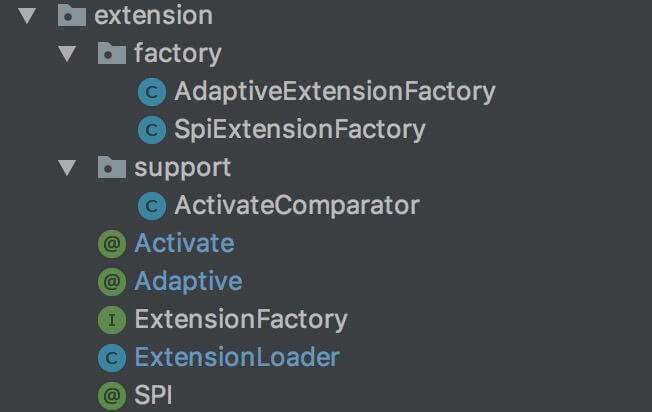 extension
factory
C AdaptiveExtensionFactory
C SpiExtensionFactory
support
C ActivateComparator
@ Activate
@ Adaptive
I ExtensionFactory
C ExtensionLoader
@ SPI